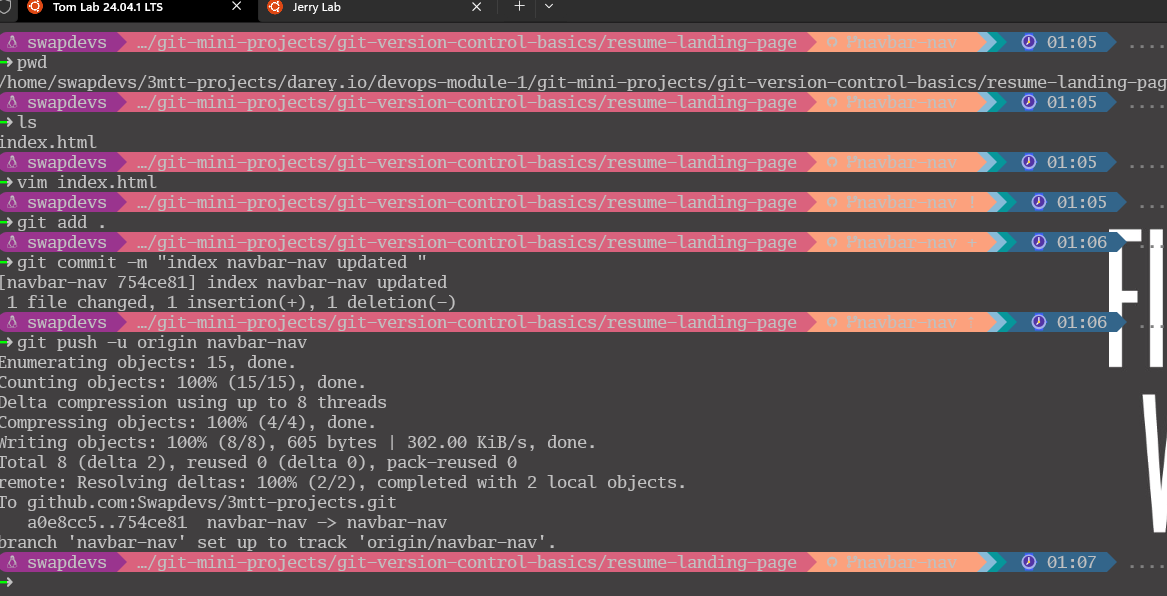 Tom Lab 24.04.1 LTS Jerry Lab
swapdevs …/git-mini-projects/git-version-control-basics/resume-landing-page navbar-nav 01:05
pwd
/home/swapdevs/3mtt-projects/darey.io/devops-module-1/git-mini-projects/git-version-control-basics/resume-landing-pag
swapdevs …/git-mini-projects/git-version-control-basics/resume-landing-page navbar-nav 01:05
ls
index.html
swapdevs …/git-mini-projects/git-version-control-basics/resume-landing-page navbar-nav 01:05
vim index.html
swapdevs …/git-mini-projects/git-version-control-basics/resume-landing-page navbar-nav ! 01:05
git add .
swapdevs …/git-mini-projects/git-version-control-basics/resume-landing-page navbar-nav + 01:06
git commit -m "index navbar-nav updated "
[navbar-nav 754ce81] index navbar-nav updated
1 file changed, 1 insertion(+), 1 deletion(-)
swapdevs …/git-mini-projects/git-version-control-basics/resume-landing-page navbar-nav 01:06
git push -u origin navbar-nav
Enumerating objects: 15, done.
Counting objects: 100% (15/15), done.
Delta compression using up to 8 threads
Compressing objects: 100% (4/4), done.
Writing objects: 100% (8/8), 605 bytes | 302.00 KiB/s, done.
Total 8 (delta 2), reused 0 (delta 0), pack-reused 0
remote: Resolving deltas: 100% (2/2), completed with 2 local objects.
To github.com:Swapdevs/3mtt-projects.git
a0e8cc5..754ce81 navbar-nav -> navbar-nav
branch 'navbar-nav' set up to track 'origin/navbar-nav'.
swapdevs …/git-mini-projects/git-version-control-basics/resume-landing-page navbar-nav 01:07